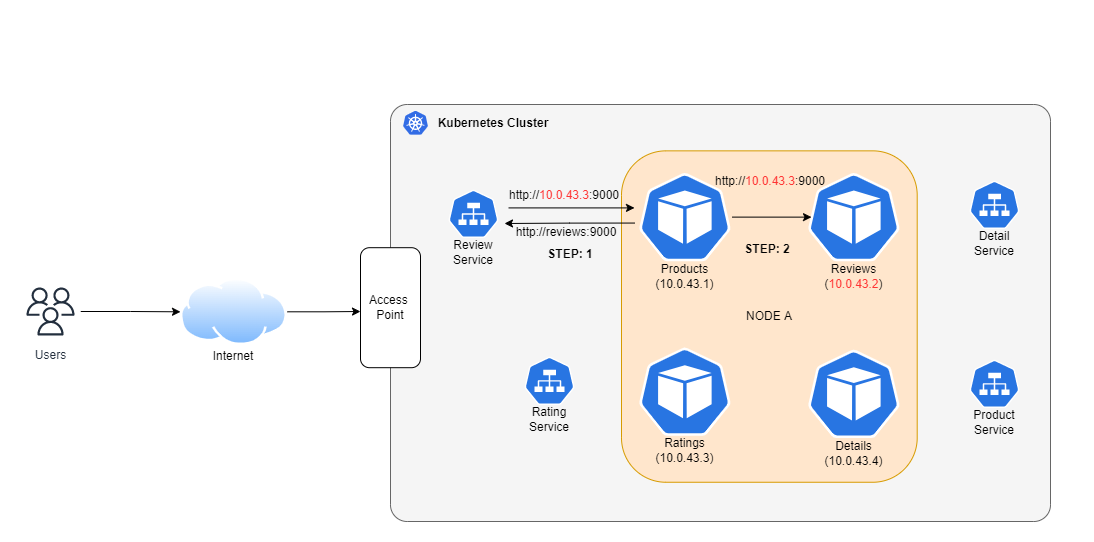 Kubernetes Cluster
http://10.0.43.3:9000
http://10.0.43.3:9000
http://reviews:9000
STEP: 1
STEP: 2
Review
Service
Products
(10.0.43.1)
Reviews
(10.0.43.2)
Detail
Service
Access
Point
NODE A
Users
Internet
Rating
Service
Ratings
(10.0.43.3)
Details
(10.0.43.4)
Product
Service